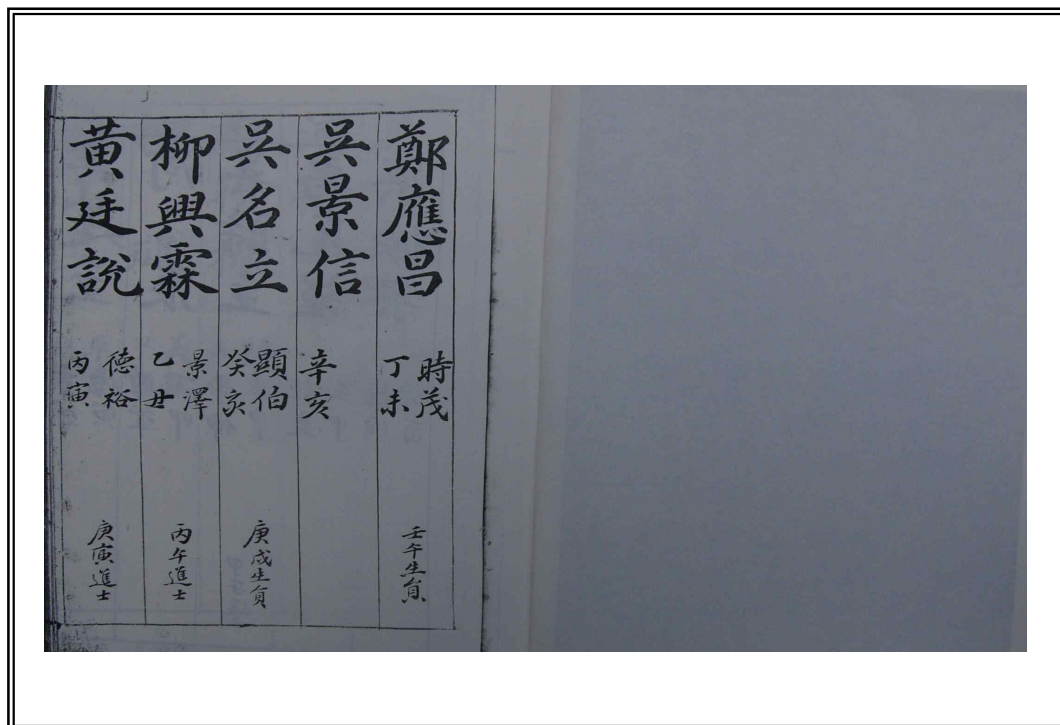 鄭應昌
時茂
丁未
壬午生員
吳景信
辛亥
吳名立
顯伯
癸亥
庚戌生員
柳興霖
景澤
乙丑
丙午進士
黃廷說
德裕
丙寅
庚寅進士